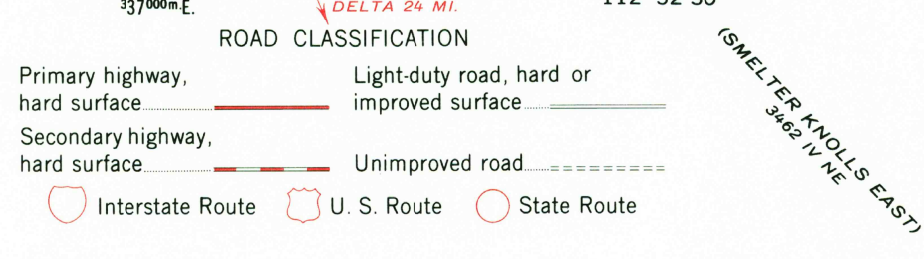 ³37⁰⁰⁰ᵐ·E.
DELTA 24 MI.
ROAD CLASSIFICATION
Primary highway,
hard surface
Light-duty road, hard or
improved surface
Secondary highway,
hard surface
Unimproved road
Interstate Route
U. S. Route
State Route
(SMELTER KNOLLS EAST)
3462 IV NE